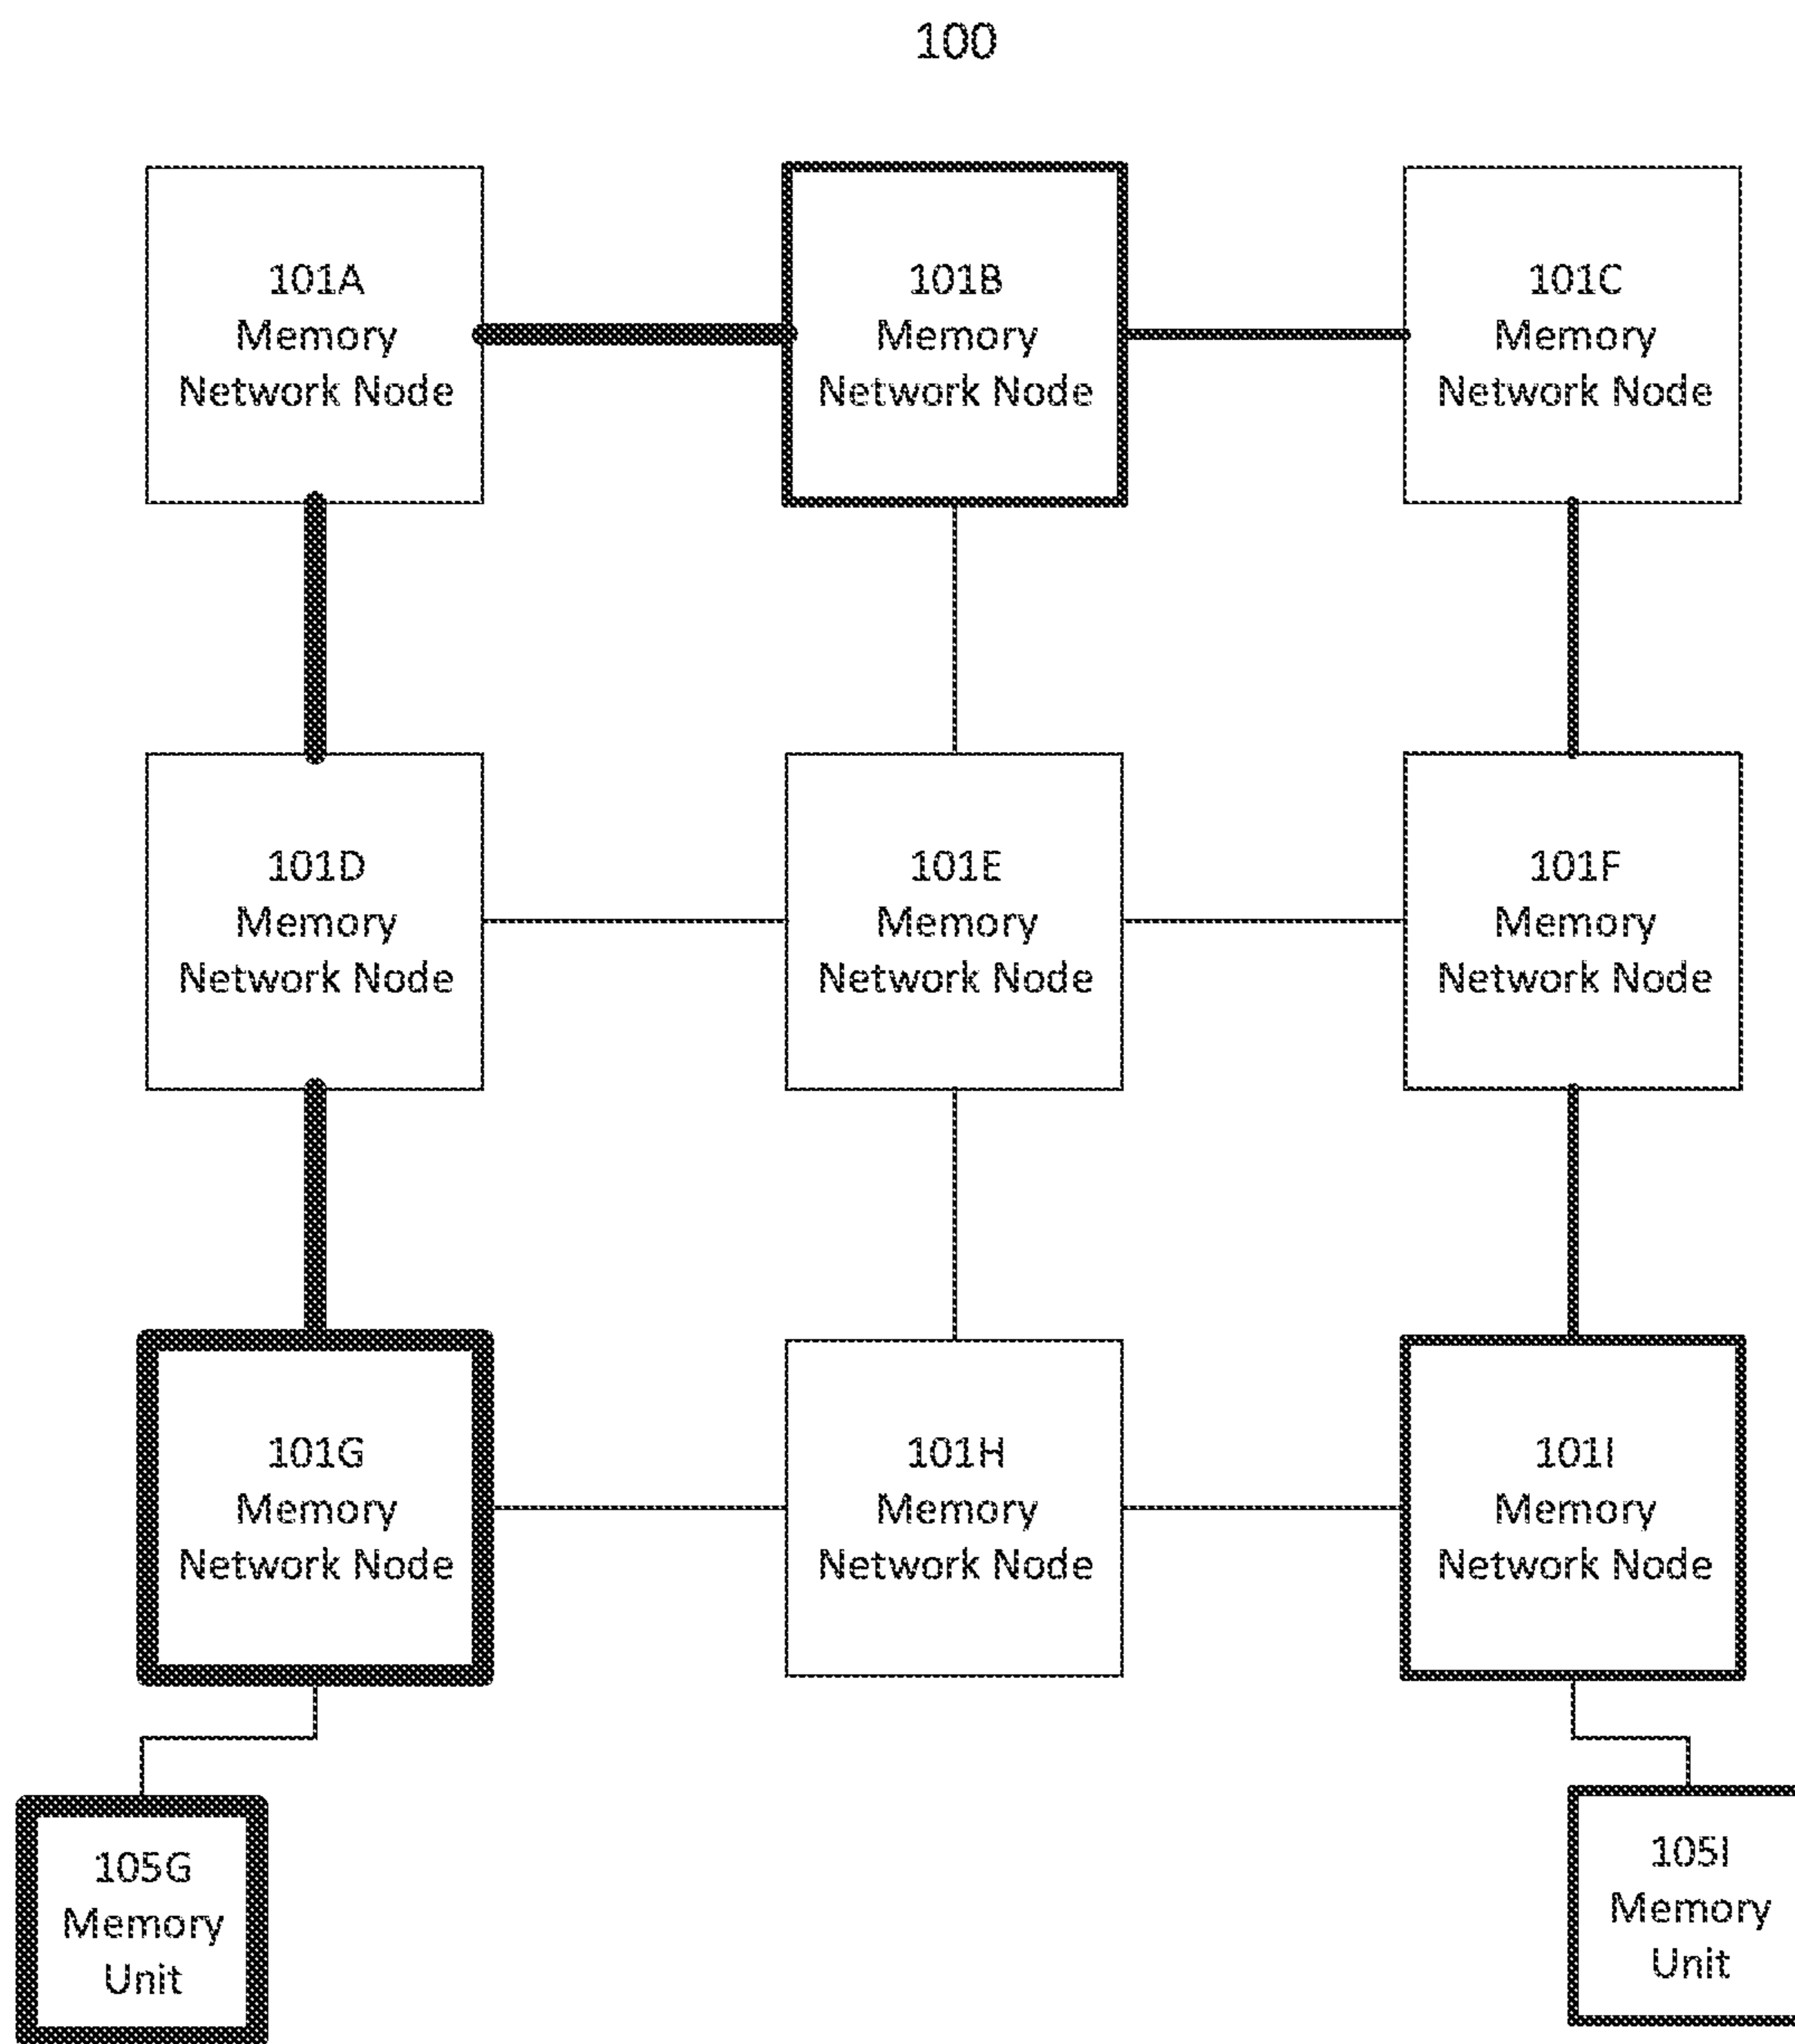 100
101A
Memory
Network Node
101B
Memory
Network Node
101C
Memory
Network Node
101D
Memory
Network Node
101E
Memory
Network Node
101F
Memory
Network Node
101G
Memory
Network Node
101H
Memory
Network Node
101I
Memory
Network Node
105G
Memory
Unit
105I
Memory
Unit